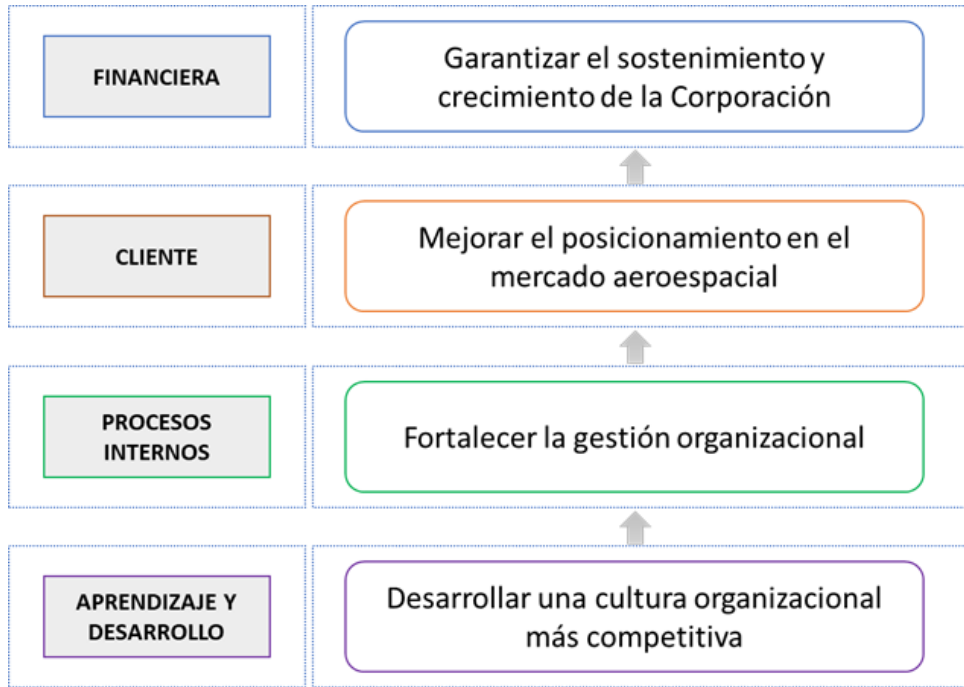 FINANCIERA
Garantizar el sostenimiento y
crecimiento de la Corporación
CLIENTE
Mejorar el posicionamiento en el
mercado aeroespacial
PROCESOS
INTERNOS
Fortalecer la gestión organizacional
APRENDIZAJE Y
DESARROLLO
Desarrollar una cultura organizacional
más competitiva